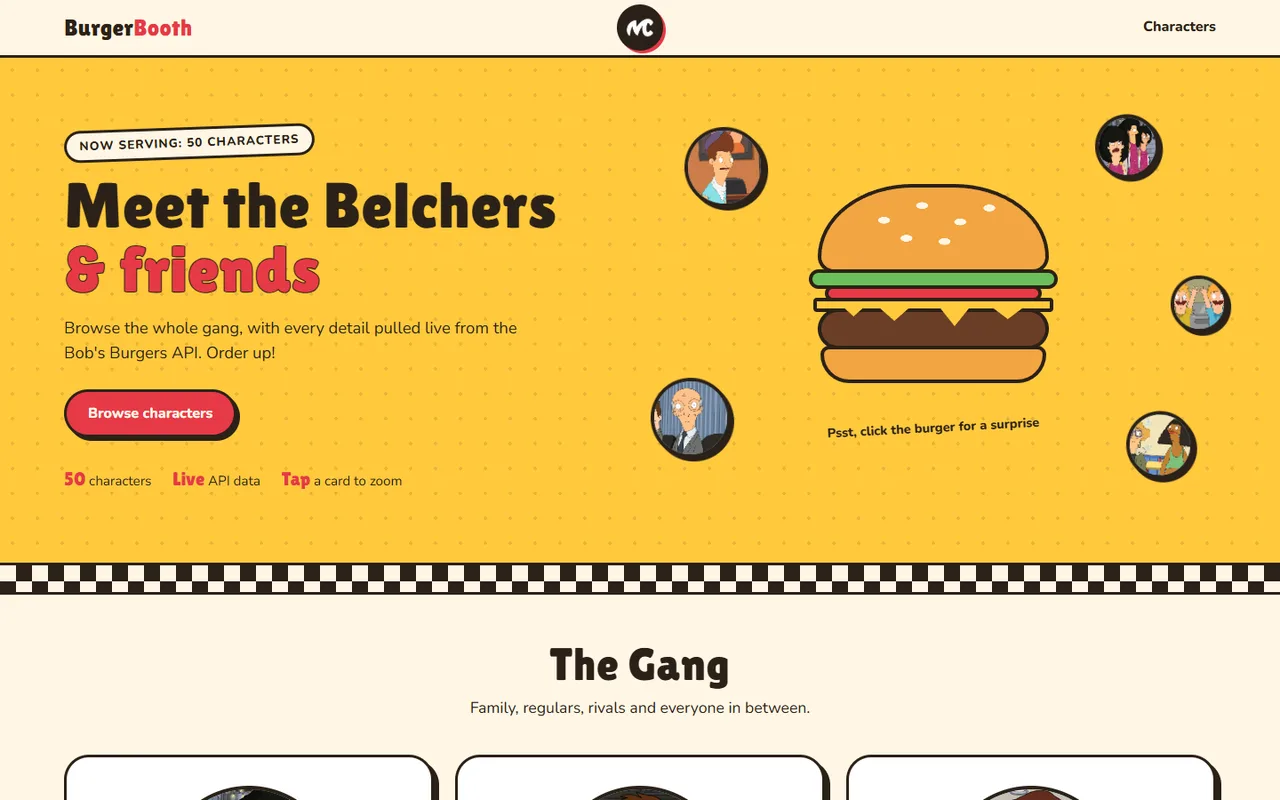 BurgerBooth
MC
Characters
NOW SERVING: 50 CHARACTERS
Meet the Belchers
& friends
Browse the whole gang, with every detail pulled live from the
Bob's Burgers API. Order up!
Browse characters
50 characters
Live API data
Tap a card to zoom
Psst, click the burger for a surprise
The Gang
Family, regulars, rivals and everyone in between.